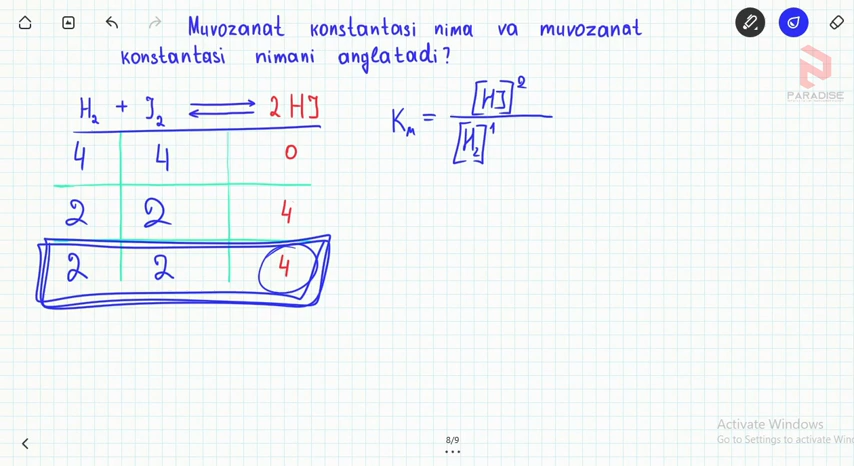 Muvozanat konstantasi nima va muvozanat
konstantasi nimani anglatadi?
PARADISE
H₂ + J₂ ⇌ 2HJ
4 4 0
2 2 4
2 2 4
Kₘ = [HJ]² / [H₂]¹
Activate Windows
Go to Settings to activate Win
8/9